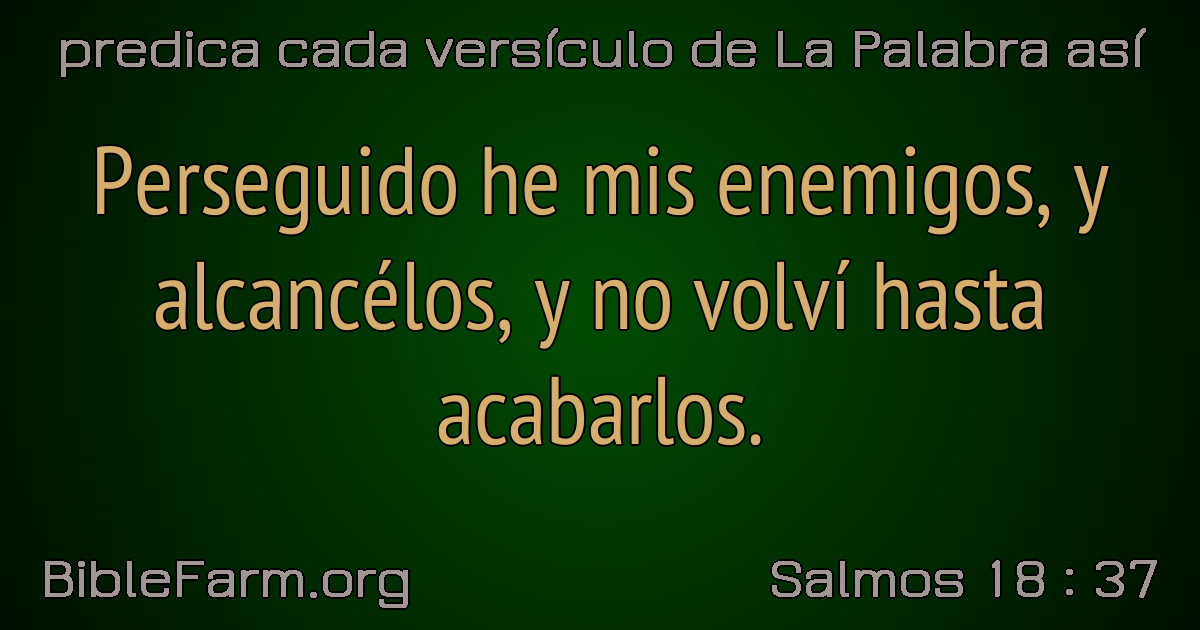 predica cada versículo de La Palabra así
Perseguido he mis enemigos, y
alcancélos, y no volví hasta
acabarlos.
BibleFarm.org
Salmos 18 : 37